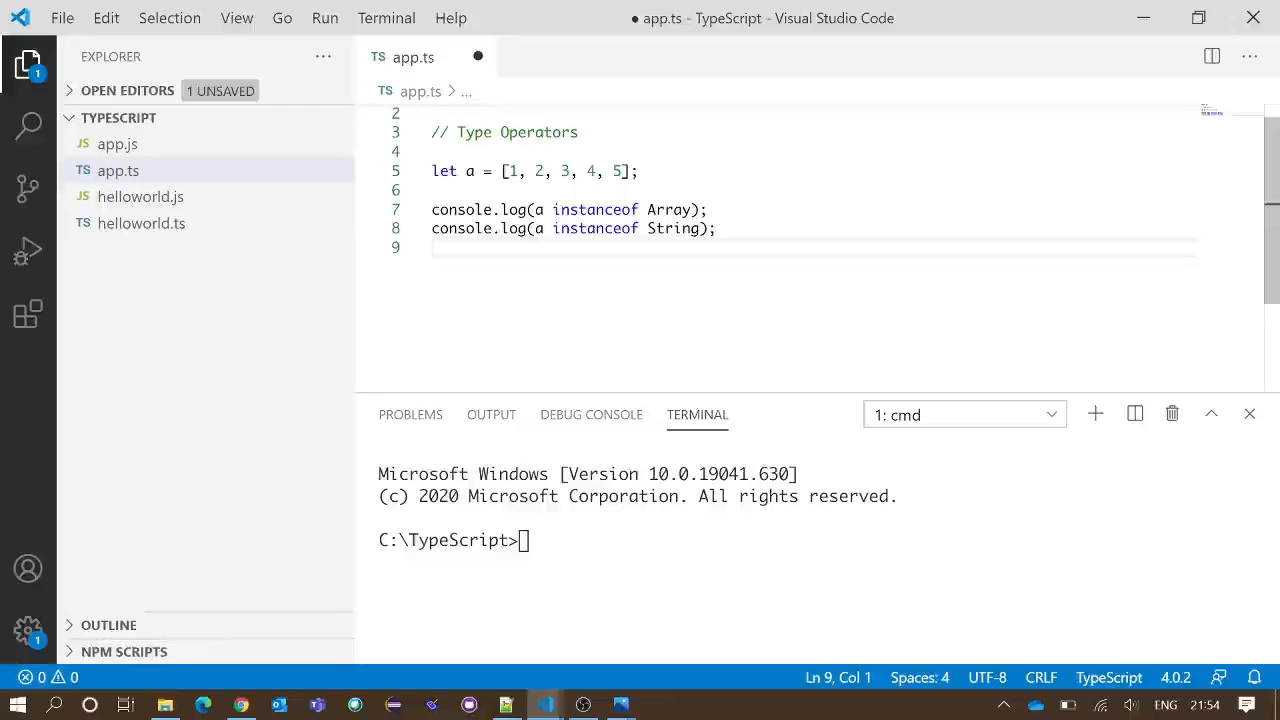 File Edit Selection View Go Run Terminal Help ● app.ts - TypeScript - Visual Studio Code
EXPLORER ...
OPEN EDITORS 1 UNSAVED
TYPESCRIPT
JS app.js
TS app.ts
JS helloworld.js
TS helloworld.ts
OUTLINE
NPM SCRIPTS
1
1
TS app.ts ●
TS app.ts > ...
2
3 // Type Operators
4
5 let a = [1, 2, 3, 4, 5];
6
7 console.log(a instanceof Array);
8 console.log(a instanceof String);
9
PROBLEMS OUTPUT DEBUG CONSOLE TERMINAL 1: cmd
Microsoft Windows [Version 10.0.19041.630]
(c) 2020 Microsoft Corporation. All rights reserved.
C:\TypeScript>
0 0 Ln 9, Col 1 Spaces: 4 UTF-8 CRLF TypeScript 4.0.2
ENG 21:54